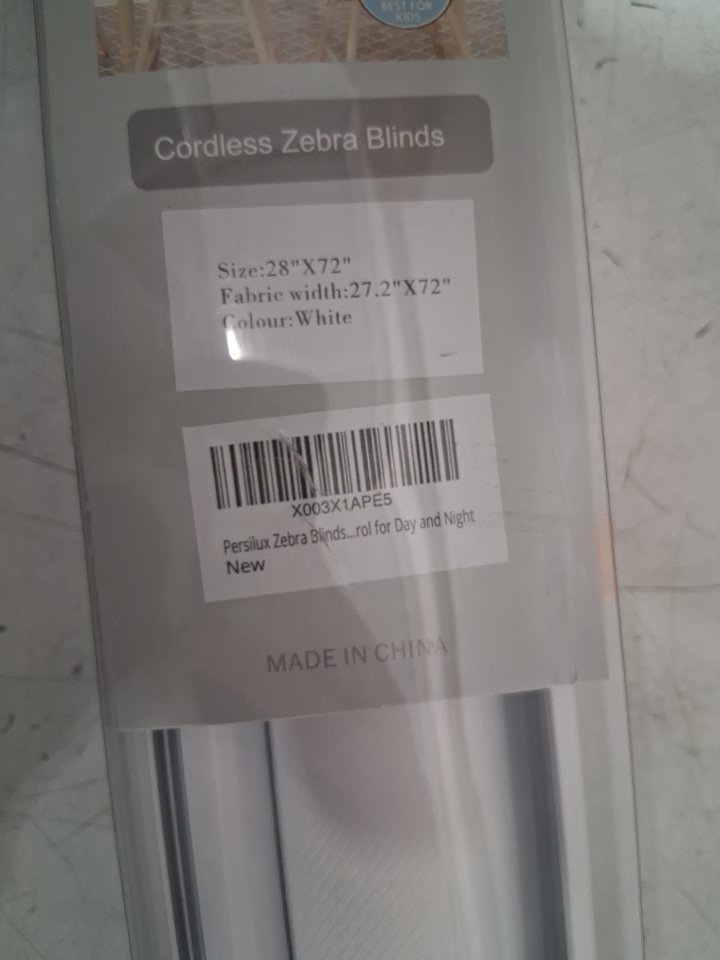 BEST FOR
KIDS
Cordless Zebra Blinds
Size:28"X72"
Fabric width:27.2"X72"
Colour:White
X003X1APE5
Persilux Zebra Blinds...rol for Day and Night
New
MADE IN CHINA